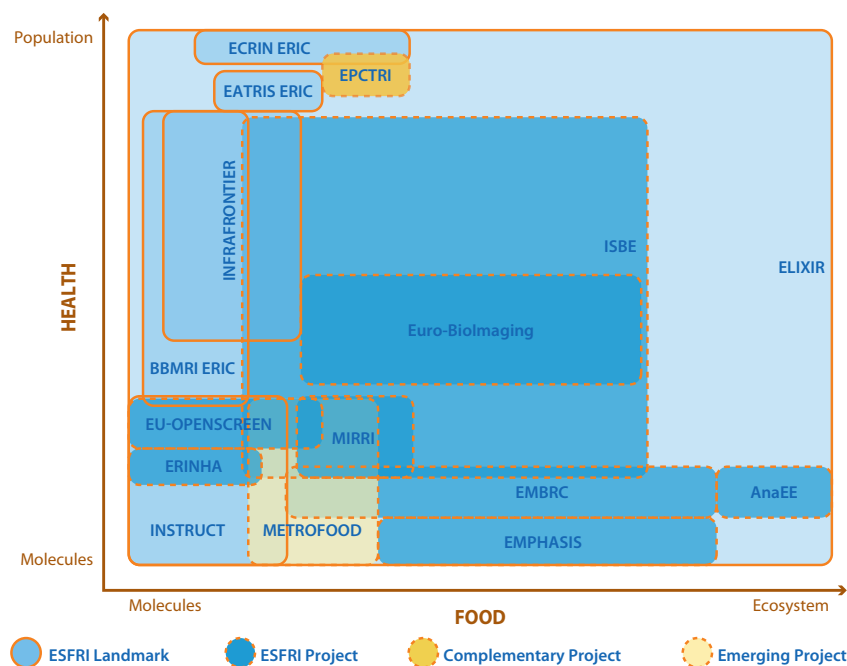 Population
ECRIN ERIC
EPCTRI
EATRIS ERIC
INFRAFRONTIER
ISBE
ELIXIR
HEALTH
Euro-BioImaging
BBMRI ERIC
EU-OPENSCREEN
MIRRI
ERINHA
EMBRC
AnaEE
INSTRUCT
METROFOOD
EMPHASIS
Molecules
Molecules
FOOD
Ecosystem
ESFRI Landmark
ESFRI Project
Complementary Project
Emerging Project